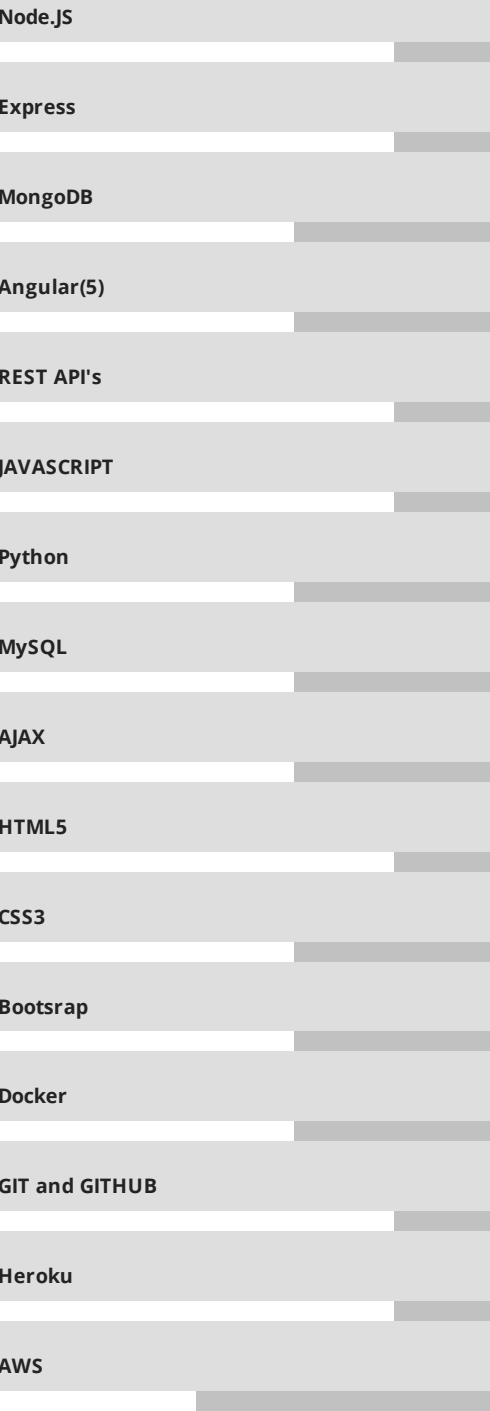 Node.JS
Express
MongoDB
Angular(5)
REST API's
JAVASCRIPT
Python
MySQL
AJAX
HTML5
CSS3
Bootsrap
Docker
GIT and GITHUB
Heroku
AWS